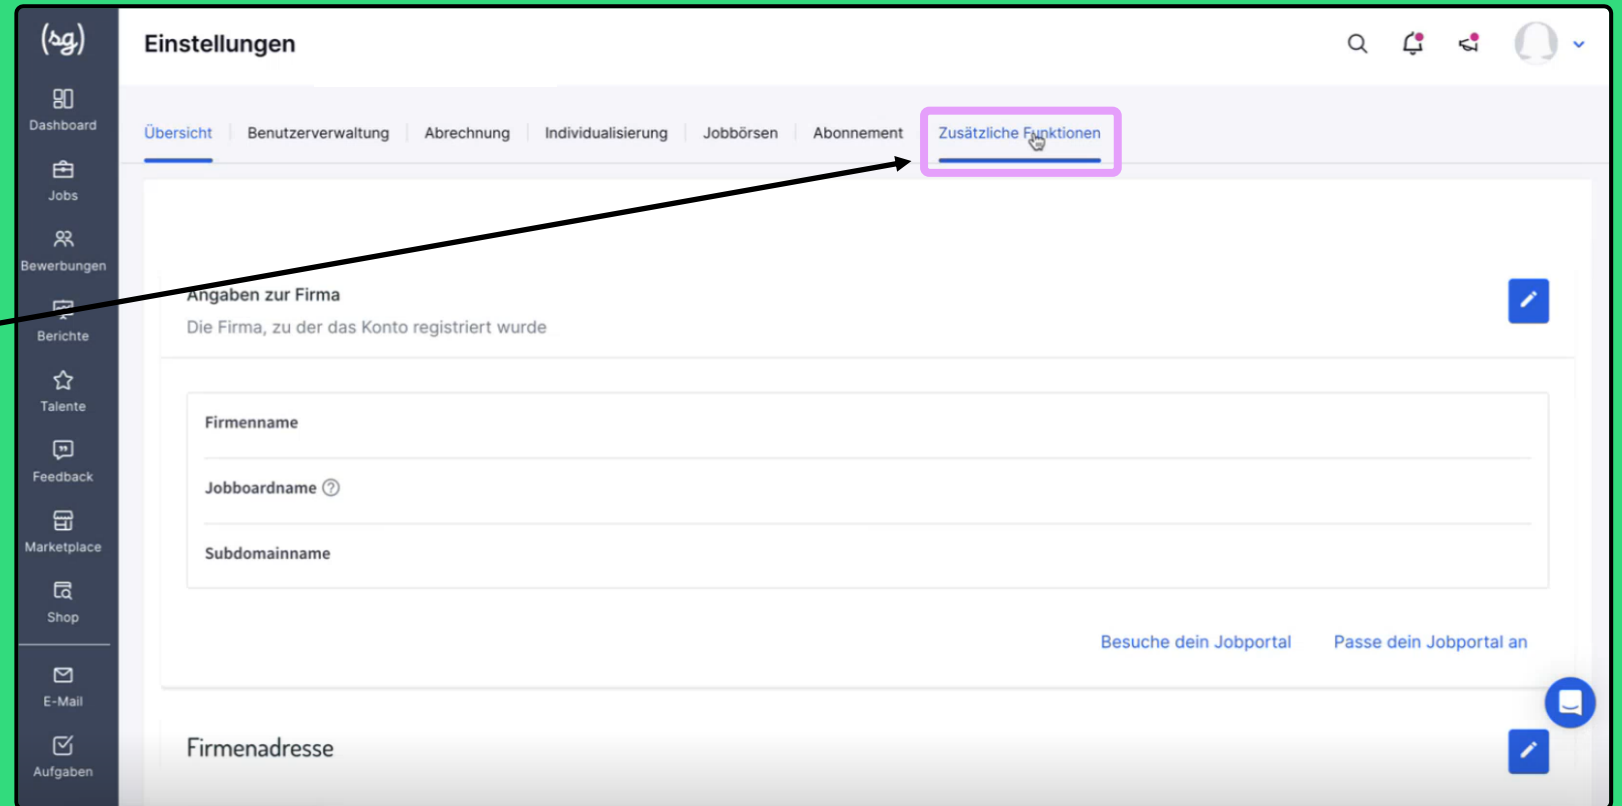 (sg)
Einstellungen
Dashboard
Jobs
Bewerbungen
Berichte
Talente
Feedback
Marketplace
Shop
E-Mail
Aufgaben
Übersicht Benutzerverwaltung Abrechnung Individualisierung Jobbörsen Abonnement Zusätzliche Funktionen
Angaben zur Firma
Die Firma, zu der das Konto registriert wurde
Firmenname
Jobboardname ?
Subdomainname
Besuche dein Jobportal Passe dein Jobportal an
Firmenadresse